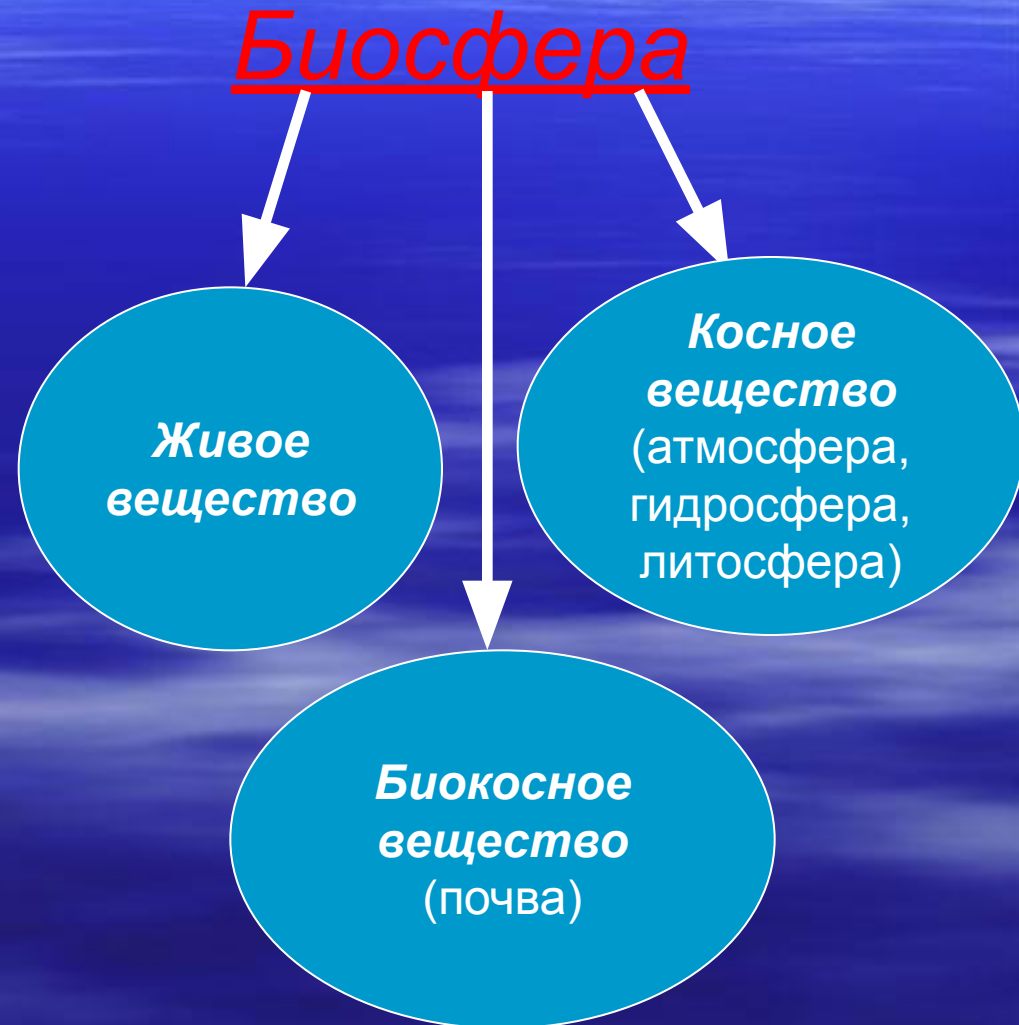 Биосфера
Живое
вещество
Косное
вещество
(атмосфера,
гидросфера,
литосфера)
Биокосное
вещество
(почва)